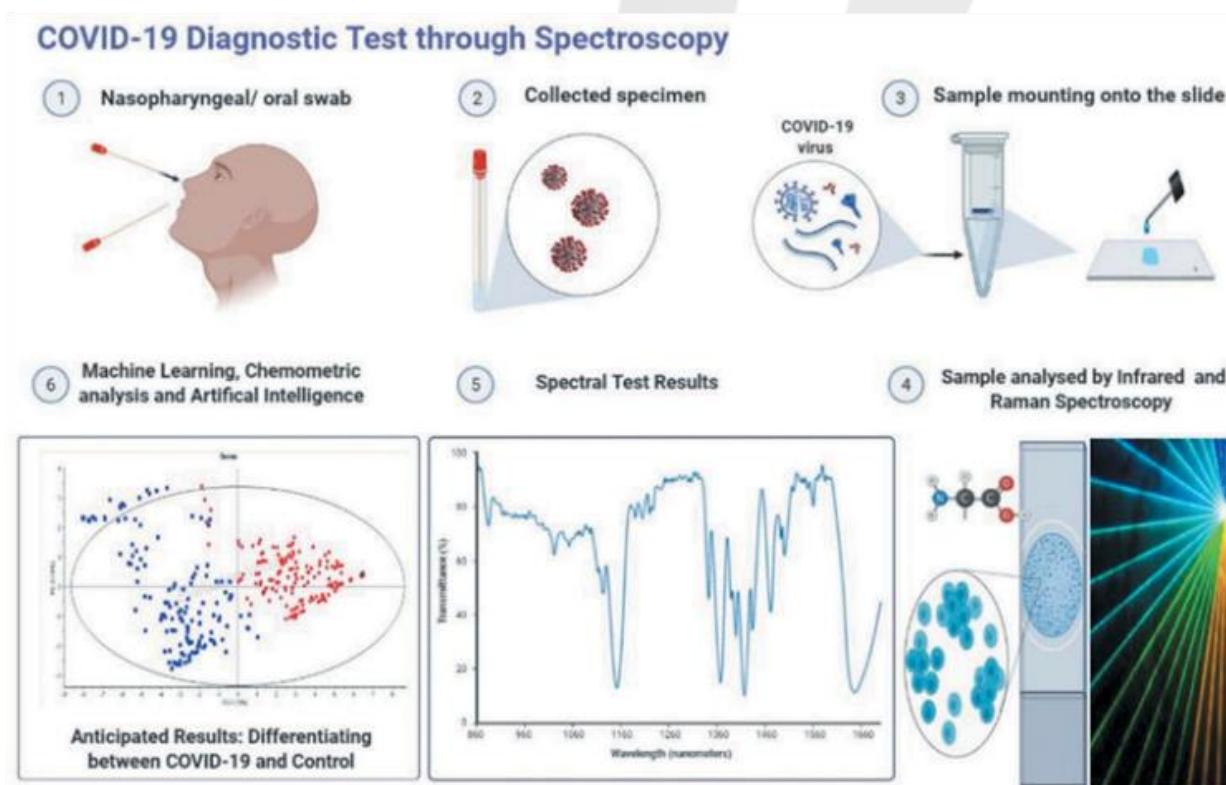 COVID-19 Diagnostic Test through Spectroscopy
1
Nasopharyngeal/ oral swab
2
Collected specimen
3
Sample mounting onto the slide
COVID-19
virus
6
Machine Learning, Chemometric
analysis and Artifical Intelligence
5
Spectral Test Results
4
Sample analysed by Infrared and
Raman Spectroscopy
Anticipated Results: Differentiating
between COVID-19 and Control
Transmittance (%)
100
80
60
40
20
0
860 960 1060 1160 1260 1360 1460 1560 1660
Wavelength (nanometers)
N C C O
O